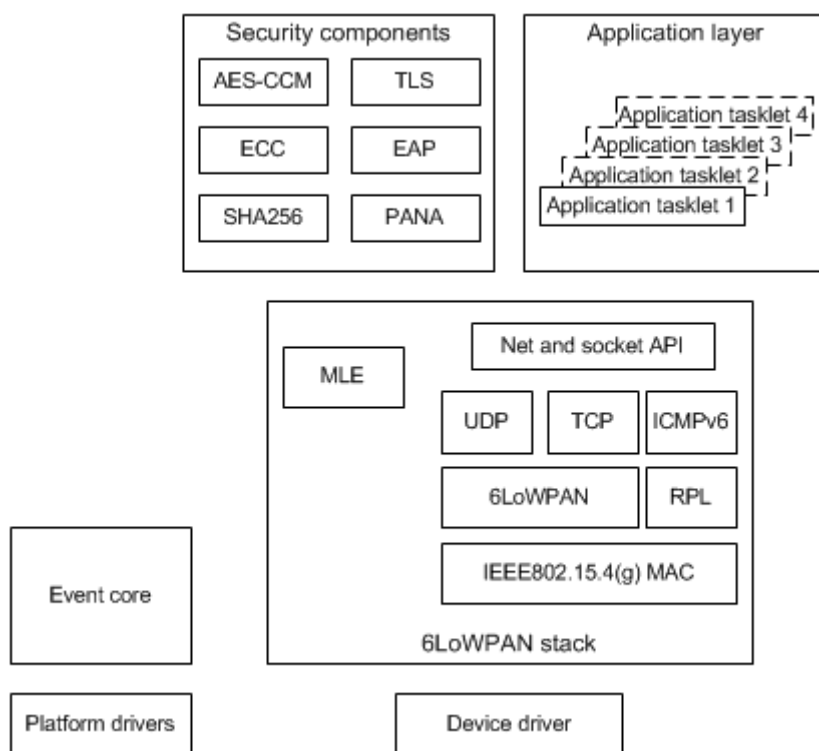 Security components
AES-CCM
TLS
ECC
EAP
SHA256
PANA
Application layer
Application tasklet 4
Application tasklet 3
Application tasklet 2
Application tasklet 1
Net and socket API
MLE
UDP
TCP
ICMPv6
6LoWPAN
RPL
IEEE802.15.4(g) MAC
6LoWPAN stack
Event core
Platform drivers
Device driver